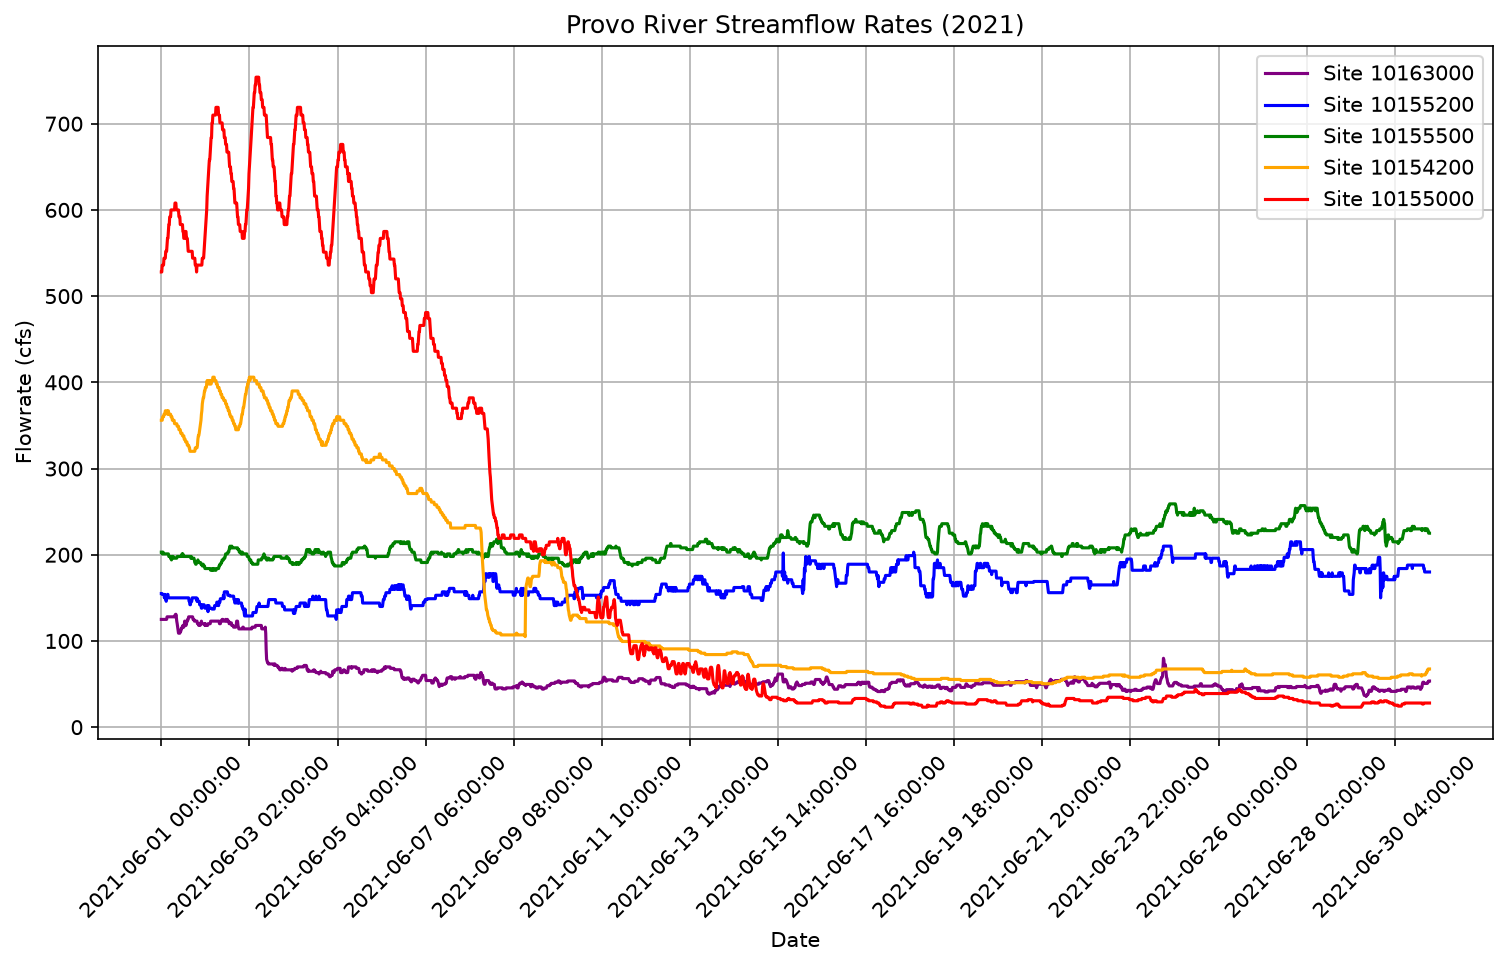 Provo River Streamflow Rates (2021)
Site 10163000
Site 10155200
Site 10155500
Site 10154200
Site 10155000
Flowrate (cfs)
700
600
500
400
300
200
100
0
2021-06-01 00:00:00
2021-06-03 02:00:00
2021-06-05 04:00:00
2021-06-07 06:00:00
2021-06-09 08:00:00
2021-06-11 10:00:00
2021-06-13 12:00:00
2021-06-15 14:00:00
2021-06-17 16:00:00
2021-06-19 18:00:00
2021-06-21 20:00:00
2021-06-23 22:00:00
2021-06-26 00:00:00
2021-06-28 02:00:00
2021-06-30 04:00:00
Date